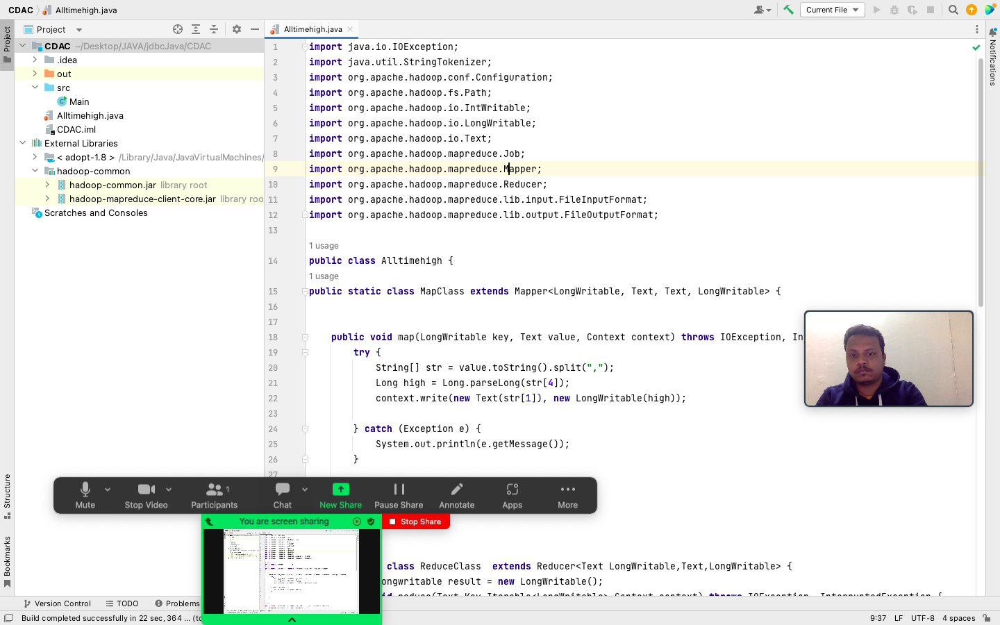 CDAC Alltimehigh.java
Current File
Project
Alltimehigh.java
Project
Notifications
Structure
Bookmarks
CDAC ~/Desktop/JAVA/jdbcJava/CDAC
.idea
out
src
Main
Alltimehigh.java
CDAC.iml
External Libraries
< adopt-1.8 > /Library/Java/JavaVirtualMachines/
hadoop-common
hadoop-common.jar library root
hadoop-mapreduce-client-core.jar library roo
Scratches and Consoles
1 import java.io.IOException;
2 import java.util.StringTokenizer;
3 import org.apache.hadoop.conf.Configuration;
4 import org.apache.hadoop.fs.Path;
5 import org.apache.hadoop.io.IntWritable;
6 import org.apache.hadoop.io.LongWritable;
7 import org.apache.hadoop.io.Text;
8 import org.apache.hadoop.mapreduce.Job;
9 import org.apache.hadoop.mapreduce.Mapper;
10 import org.apache.hadoop.mapreduce.Reducer;
11 import org.apache.hadoop.mapreduce.lib.input.FileInputFormat;
12 import org.apache.hadoop.mapreduce.lib.output.FileOutputFormat;
13
1 usage
14 public class Alltimehigh {
1 usage
15 public static class MapClass extends Mapper<LongWritable, Text, Text, LongWritable> {
16
17
18 public void map(LongWritable key, Text value, Context context) throws IOException, In
19 try {
20 String[] str = value.toString().split(",");
21 Long high = Long.parseLong(str[4]);
22 context.write(new Text(str[1]), new LongWritable(high));
23
24 } catch (Exception e) {
25 System.out.println(e.getMessage());
26 }
27
Mute Stop Video Participants 1 Chat New Share Pause Share Annotate Apps More
You are screen sharing Stop Share
class ReduceClass extends Reducer<Text LongWritable,Text,LongWritable> {
ongwritable result = new LongWritable();
Version Control TODO Problems
Build completed successfully in 22 sec, 364 ... (to
9:37 LF UTF-8 4 spaces